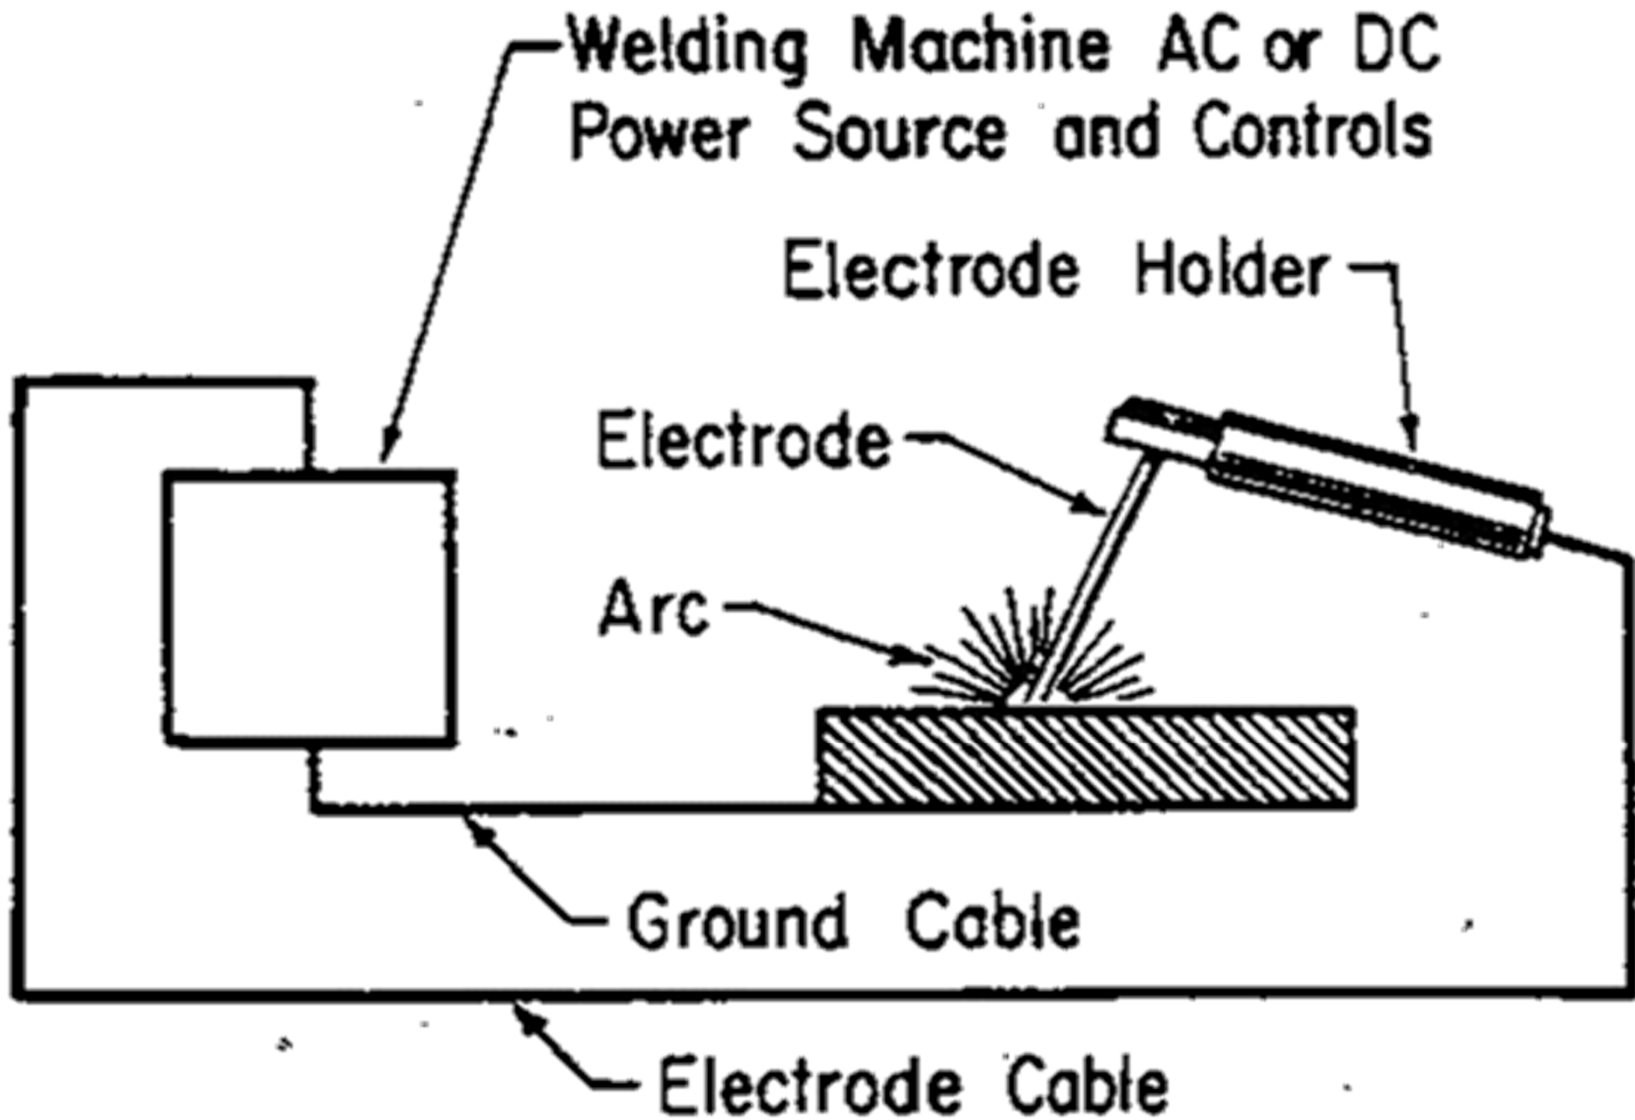 Welding Machine AC or DC
Power Source and Controls
Electrode Holder
Electrode
Arc
Ground Cable
Electrode Cable